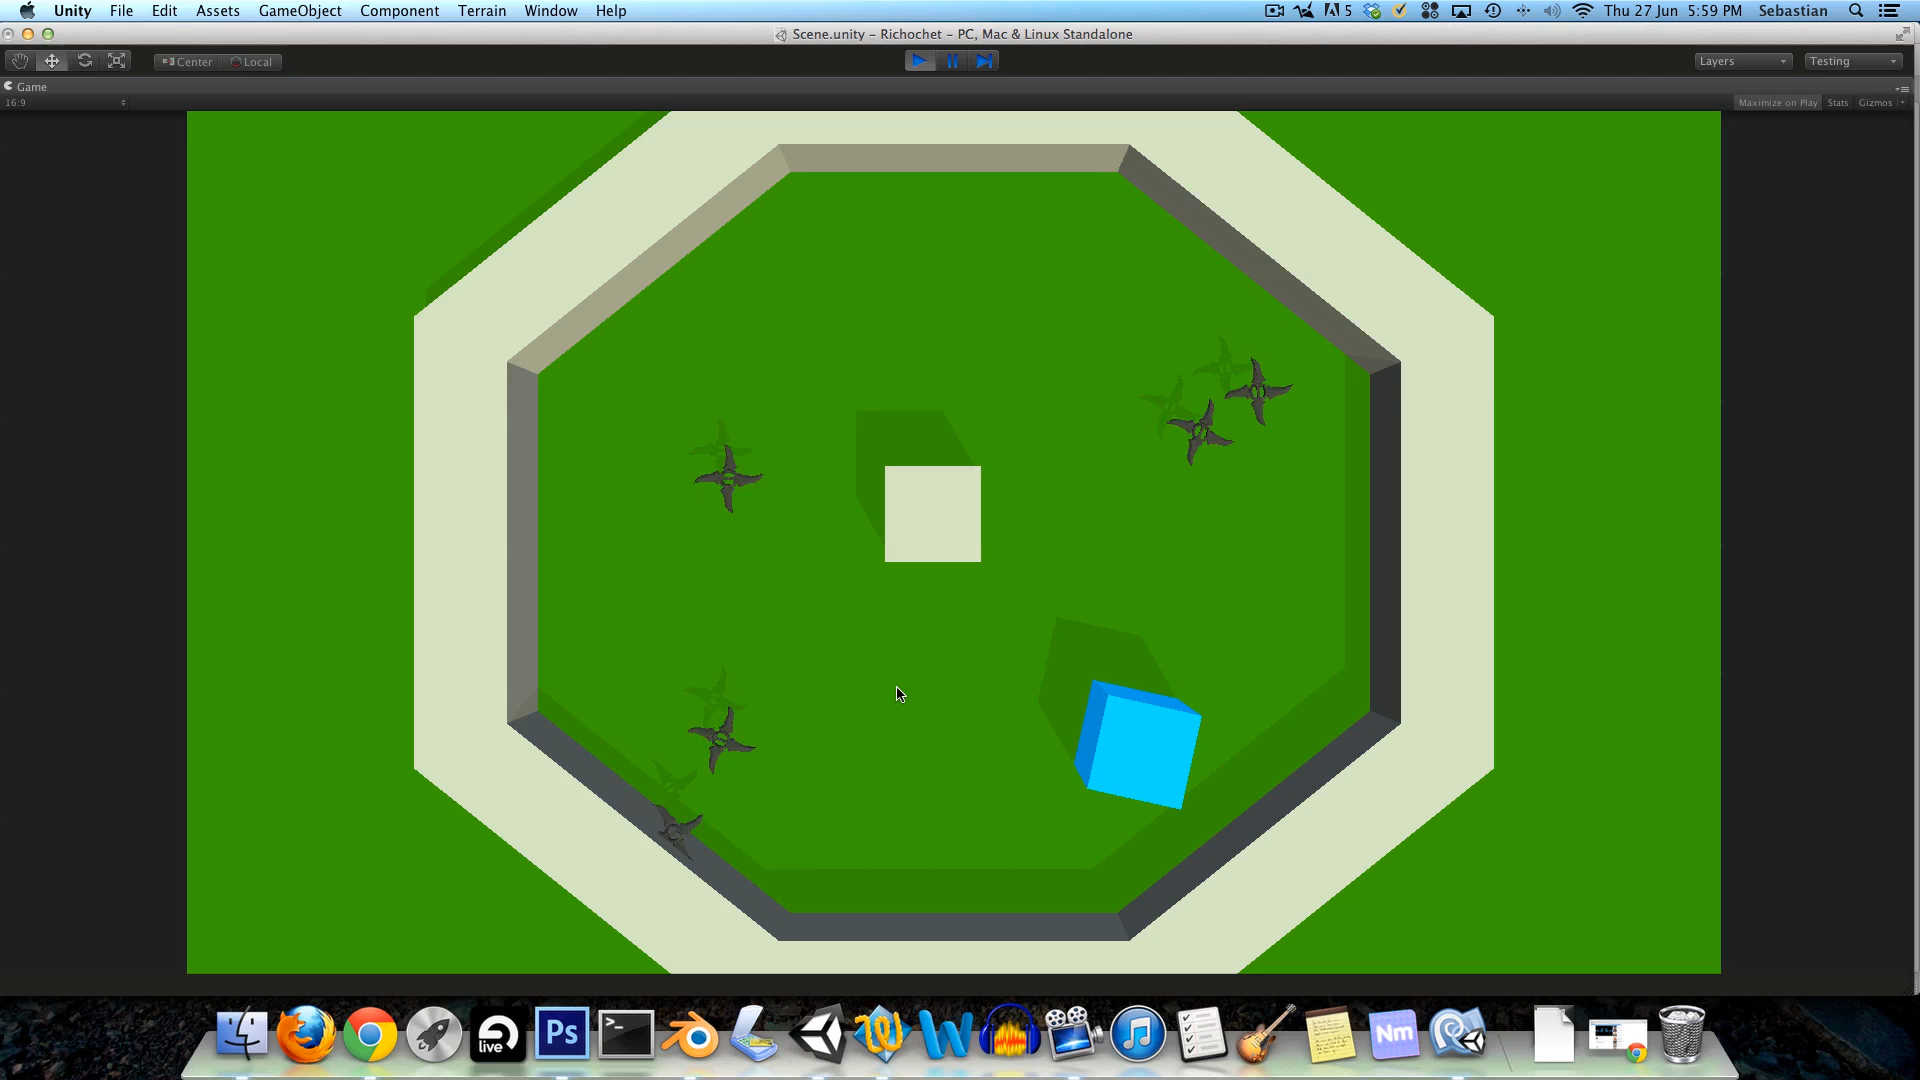 Unity File Edit Assets GameObject Component Terrain Window Help 5 Thu 27 Jun 5:59 PM Sebastian
Scene.unity – Richochet – PC, Mac & Linux Standalone
Center Local Layers Testing
Game
16:9 Maximize on Play Stats Gizmos
live Ps >_ W Nm